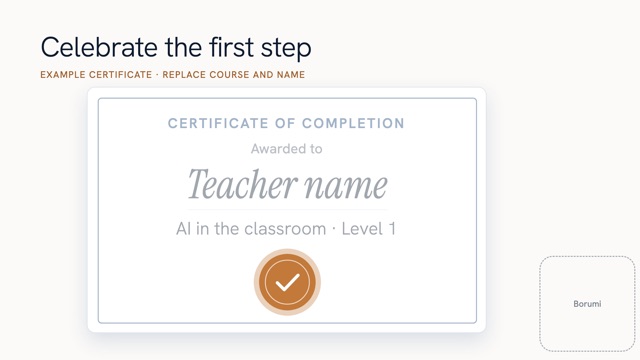 Celebrate the first step
EXAMPLE CERTIFICATE · REPLACE COURSE AND NAME
CERTIFICATE OF COMPLETION
Awarded to
Teacher name
AI in the classroom · Level 1
Borumi